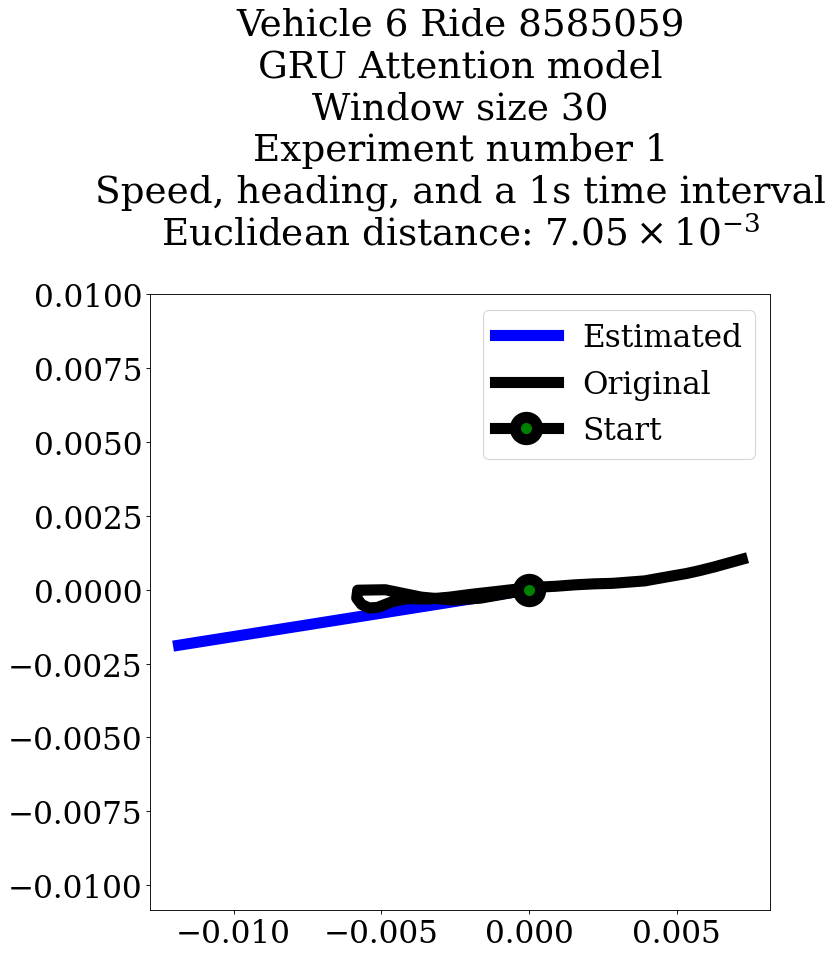 Vehicle 6 Ride 8585059
GRU Attention model
Window size 30
Experiment number 1
Speed, heading, and a 1s time interval
Euclidean distance: 7.05 × 10⁻³
0.0100
0.0075
0.0050
0.0025
0.0000
−0.0025
−0.0050
−0.0075
−0.0100
Estimated
Original
Start
−0.010 −0.005 0.000 0.005